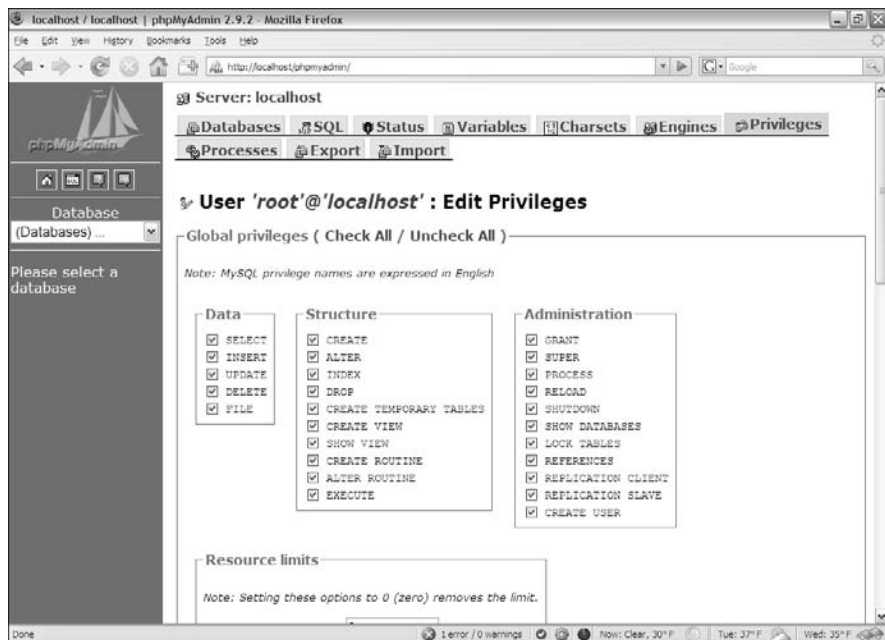 localhost / localhost | phpMyAdmin 2.9.2 - Mozilla Firefox
File Edit View History Bookmarks Tools Help
http://localhost/phpmyadmin/
Google
phpMyAdmin
Database
(Databases) ...
Please select a
database
Server: localhost
Databases SQL Status Variables Charsets Engines Privileges
Processes Export Import
User 'root'@'localhost' : Edit Privileges
Global privileges ( Check All / Uncheck All )
Note: MySQL privilege names are expressed in English
Data
SELECT
INSERT
UPDATE
DELETE
FILE
Structure
CREATE
ALTER
INDEX
DROP
CREATE TEMPORARY TABLES
CREATE VIEW
SHOW VIEW
CREATE ROUTINE
ALTER ROUTINE
EXECUTE
Administration
GRANT
SUPER
PROCESS
RELOAD
SHUTDOWN
SHOW DATABASES
LOCK TABLES
REFERENCES
REPLICATION CLIENT
REPLICATION SLAVE
CREATE USER
Resource limits
Note: Setting these options to 0 (zero) removes the limit.
Done 1 error / 0 warnings Now: Clear, 30° F Tue: 37° F Wed: 35° F